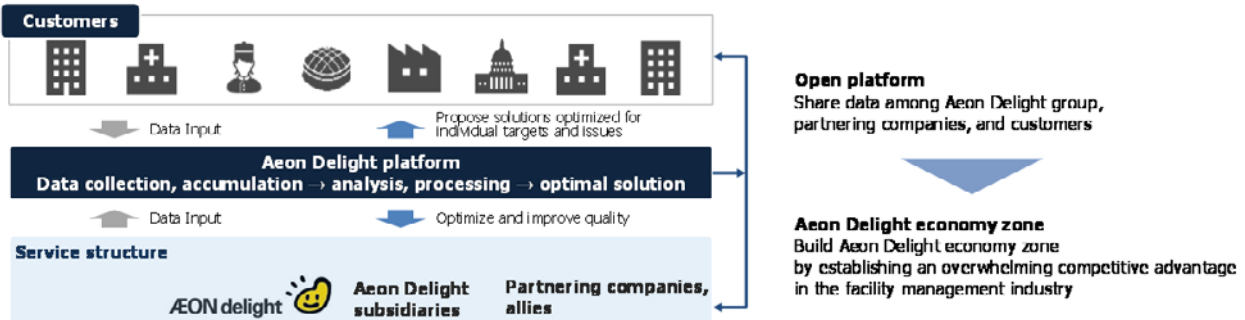 Customers
Data Input
Propose solutions optimized for
individual targets and issues
Aeon Delight platform
Data collection, accumulation → analysis, processing → optimal solution
Data Input
Optimize and improve quality
Service structure
ÆON delight
Aeon Delight
subsidiaries
Partnering companies,
allies
Open platform
Share data among Aeon Delight group,
partnering companies, and customers
Aeon Delight economy zone
Build Aeon Delight economy zone
by establishing an overwhelming competitive advantage
in the facility management industry